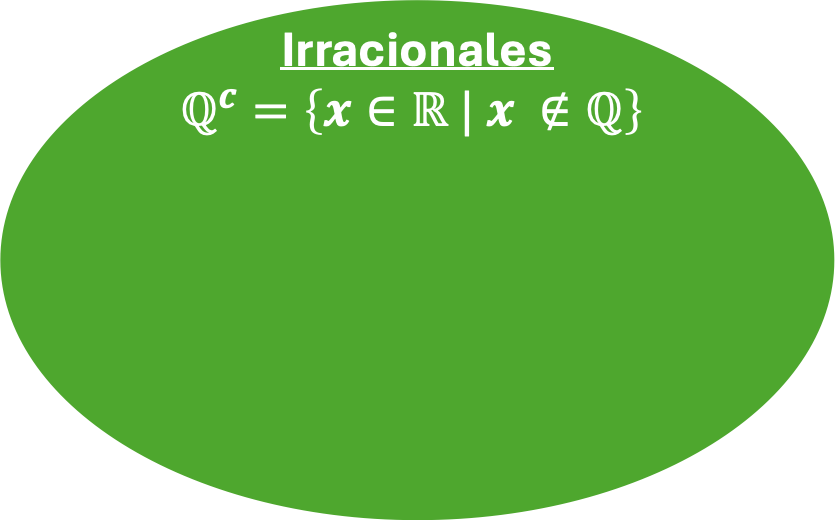 Irracionales
ℚᶜ = {𝒙 ∈ ℝ | 𝒙 ∉ ℚ}